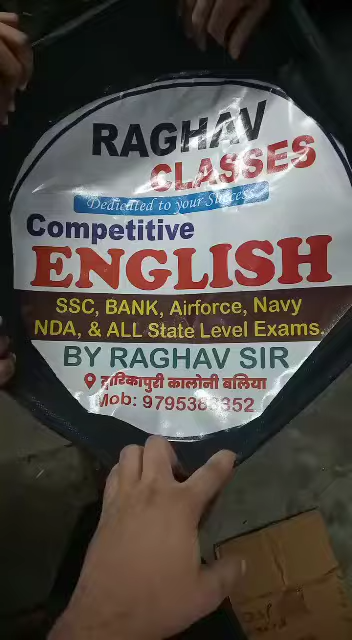 RAGHAV
CLASSES
Dedicated to your Success
Competitive
ENGLISH
SSC, BANK, Airforce, Navy
NDA, & ALL State Level Exams.
BY RAGHAV SIR
कालोनी बलिया
Mob: